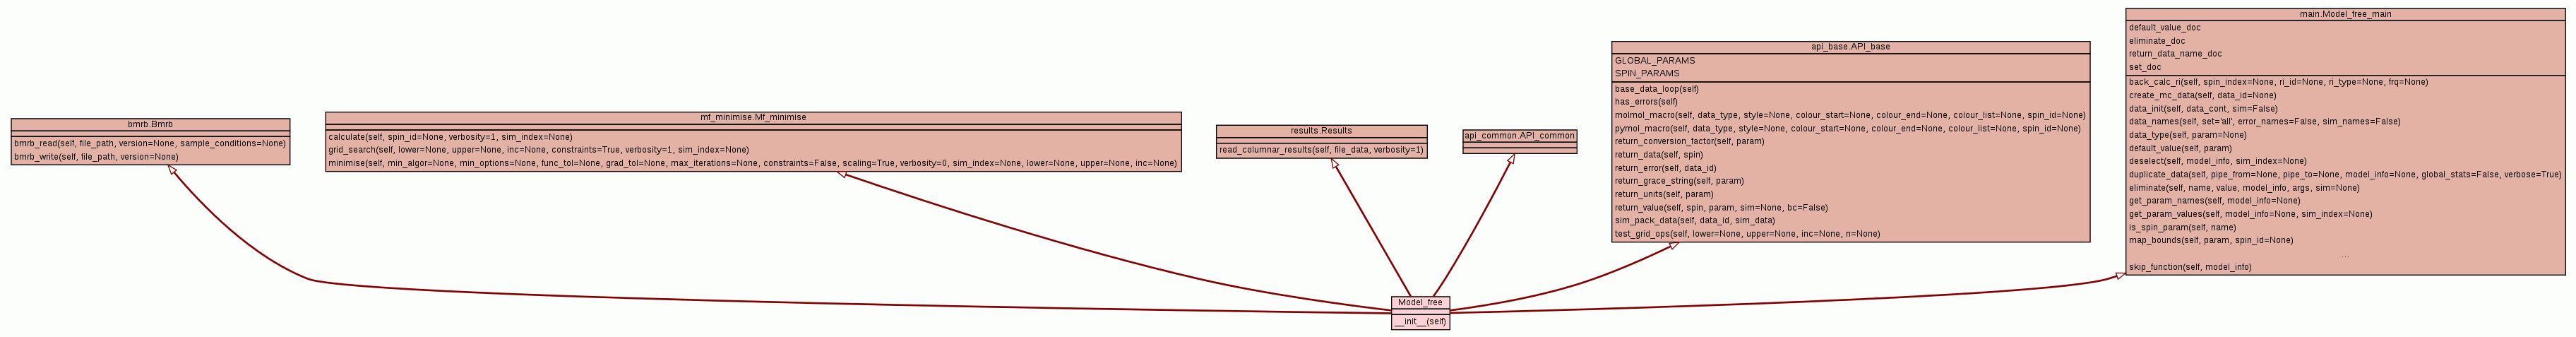 bmrb.Bmrb
bmrb_read(self, file_path, version=None, sample_conditions=None)
bmrb_write(self, file_path, version=None)
mf_minimise.Mf_minimise
calculate(self, spin_id=None, verbosity=1, sim_index=None)
grid_search(self, lower=None, upper=None, inc=None, constraints=True, verbosity=1, sim_index=None)
minimise(self, min_algor=None, min_options=None, func_tol=None, grad_tol=None, max_iterations=None, constraints=False, scaling=True, verbosity=0, sim_index=None, lower=None, upper=None, inc=None)
results.Results
read_columnar_results(self, file_data, verbosity=1)
api_common.API_common
api_base.API_base
GLOBAL_PARAMS
SPIN_PARAMS
base_data_loop(self)
has_errors(self)
molmol_macro(self, data_type, style=None, colour_start=None, colour_end=None, colour_list=None, spin_id=None)
pymol_macro(self, data_type, style=None, colour_start=None, colour_end=None, colour_list=None, spin_id=None)
return_conversion_factor(self, param)
return_data(self, spin)
return_error(self, data_id)
return_grace_string(self, param)
return_units(self, param)
return_value(self, spin, param, sim=None, bc=False)
sim_pack_data(self, data_id, sim_data)
test_grid_ops(self, lower=None, upper=None, inc=None, n=None)
main.Model_free_main
default_value_doc
eliminate_doc
return_data_name_doc
set_doc
back_calc_ri(self, spin_index=None, ri_id=None, ri_type=None, frq=None)
create_mc_data(self, data_id=None)
data_init(self, data_cont, sim=False)
data_names(self, set='all', error_names=False, sim_names=False)
data_type(self, param=None)
default_value(self, param)
deselect(self, model_info, sim_index=None)
duplicate_data(self, pipe_from=None, pipe_to=None, model_info=None, global_stats=False, verbose=True)
eliminate(self, name, value, model_info, args, sim=None)
get_param_names(self, model_info=None)
get_param_values(self, model_info=None, sim_index=None)
is_spin_param(self, name)
map_bounds(self, param, spin_id=None)
...
skip_function(self, model_info)
Model_free
__init__(self)